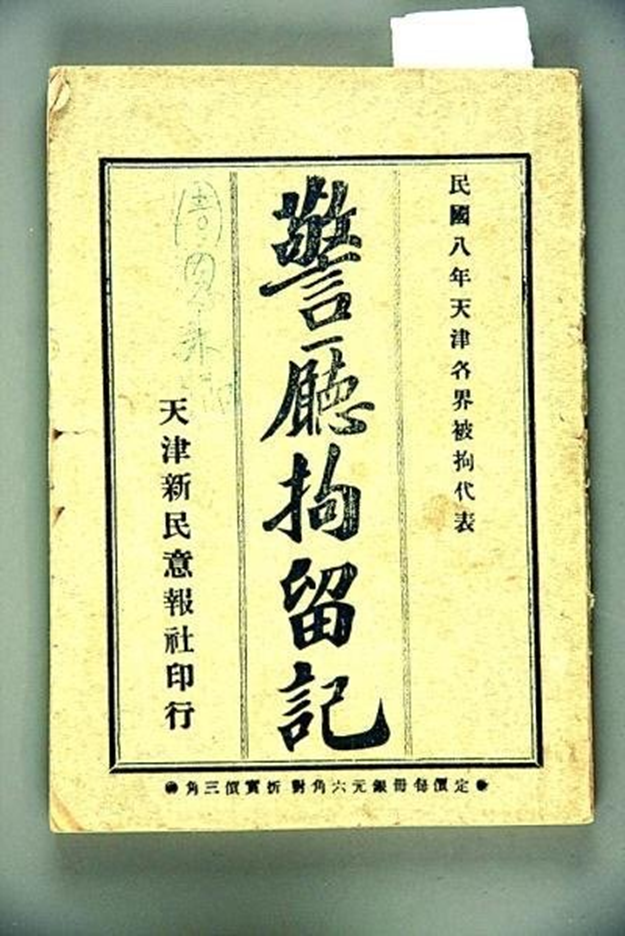 民國八年天津各界被拘代表
警廳拘留記
周恩来
天津新民意報社印行
定價每冊銀元六角對折實價三角